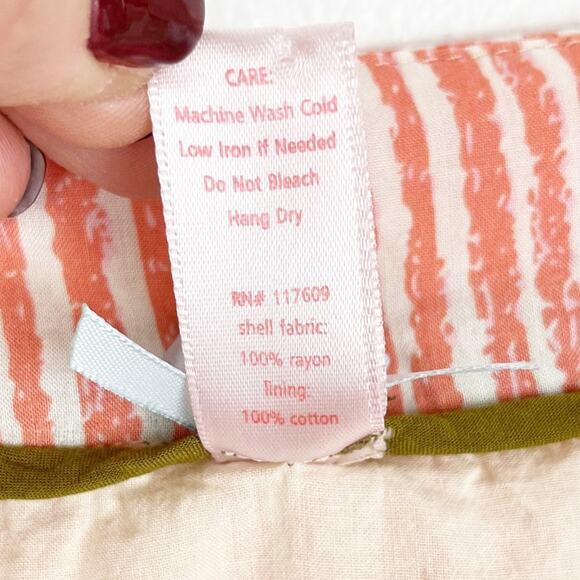 CARE:
Machine Wash Cold
Low Iron if Needed
Do Not Bleach
Hang Dry
RN# 117609
shell fabric:
100% rayon
lining:
100% cotton